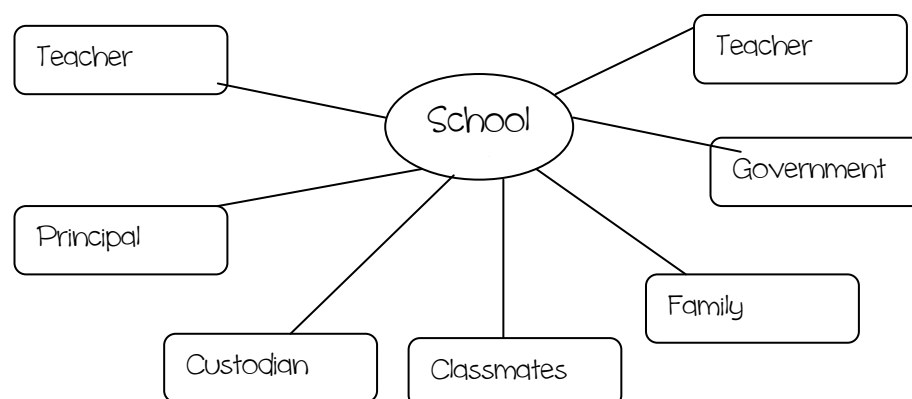 Teacher
Teacher
School
Government
Principal
Family
Custodian
Classmates